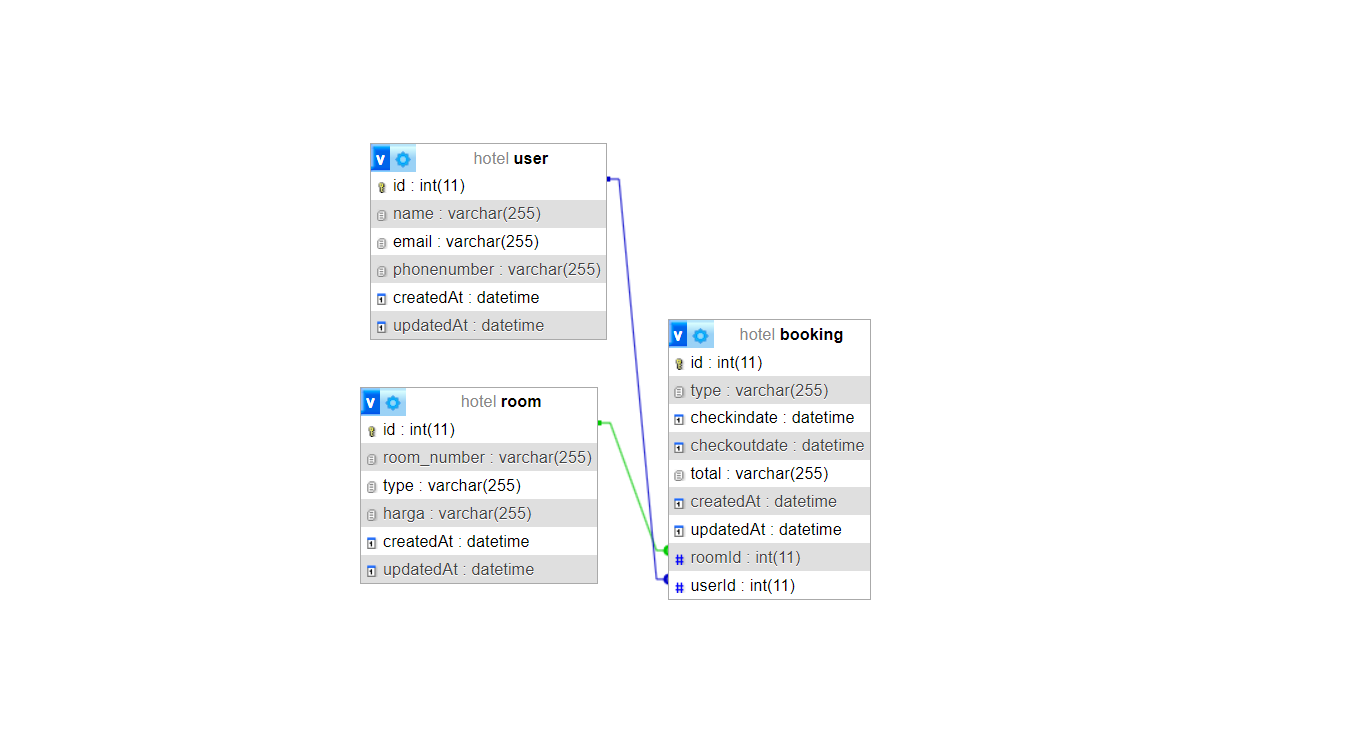 v hotel user
id : int(11)
name : varchar(255)
email : varchar(255)
phonenumber : varchar(255)
createdAt : datetime
updatedAt : datetime
v hotel room
id : int(11)
room_number : varchar(255)
type : varchar(255)
harga : varchar(255)
createdAt : datetime
updatedAt : datetime
v hotel booking
id : int(11)
type : varchar(255)
checkindate : datetime
checkoutdate : datetime
total : varchar(255)
createdAt : datetime
updatedAt : datetime
# roomId : int(11)
# userId : int(11)